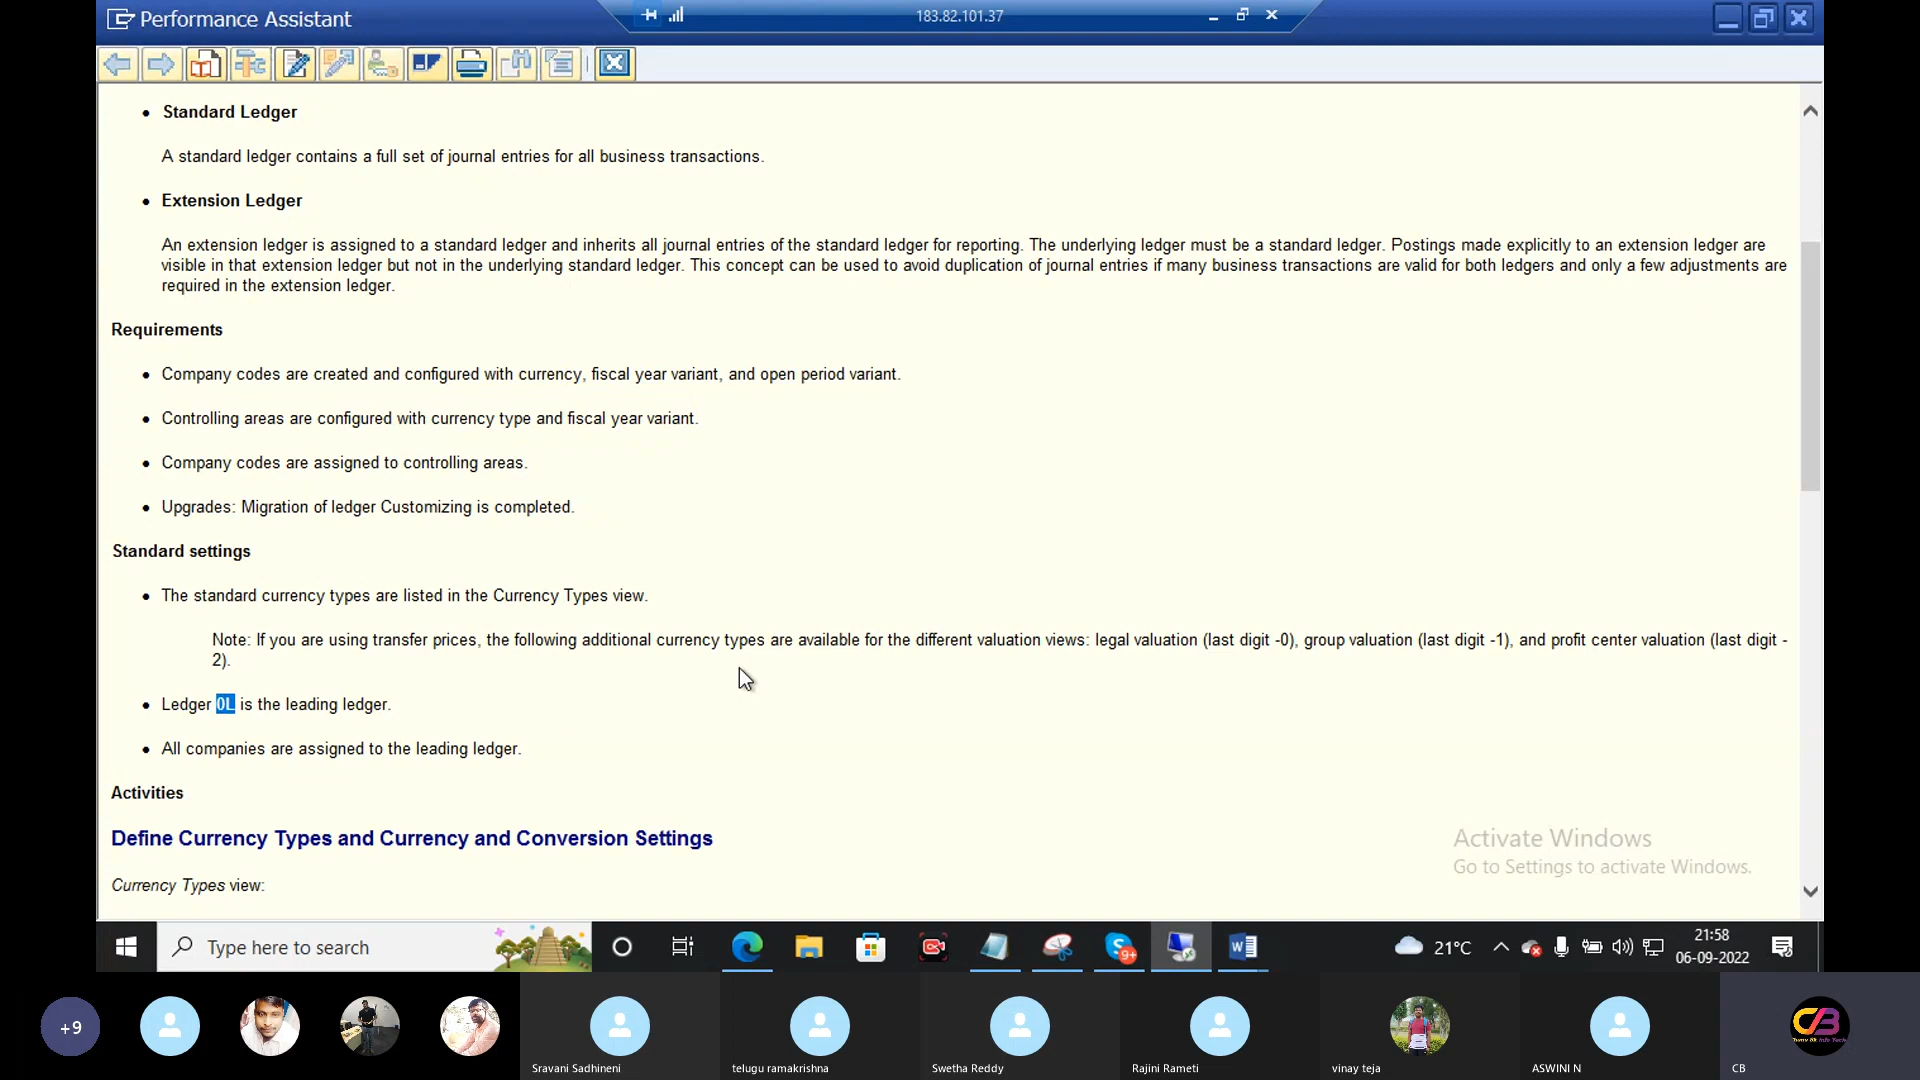 Performance Assistant
183.82.101.37
• Standard Ledger
A standard ledger contains a full set of journal entries for all business transactions.
• Extension Ledger
An extension ledger is assigned to a standard ledger and inherits all journal entries of the standard ledger for reporting. The underlying ledger must be a standard ledger. Postings made explicitly to an extension ledger are
visible in that extension ledger but not in the underlying standard ledger. This concept can be used to avoid duplication of journal entries if many business transactions are valid for both ledgers and only a few adjustments are
required in the extension ledger.
Requirements
• Company codes are created and configured with currency, fiscal year variant, and open period variant.
• Controlling areas are configured with currency type and fiscal year variant.
• Company codes are assigned to controlling areas.
• Upgrades: Migration of ledger Customizing is completed.
Standard settings
• The standard currency types are listed in the Currency Types view.
Note: If you are using transfer prices, the following additional currency types are available for the different valuation views: legal valuation (last digit -0), group valuation (last digit -1), and profit center valuation (last digit -
2).
• Ledger 0L is the leading ledger.
• All companies are assigned to the leading ledger.
Activities
Define Currency Types and Currency and Conversion Settings
Currency Types view:
Activate Windows
Go to Settings to activate Windows.
Type here to search
9+
21°C
21:58
06-09-2022
+9
Sravani Sadhineni
telugu ramakrishna
Swetha Reddy
Rajini Rameti
vinay teja
ASWINI N
CB